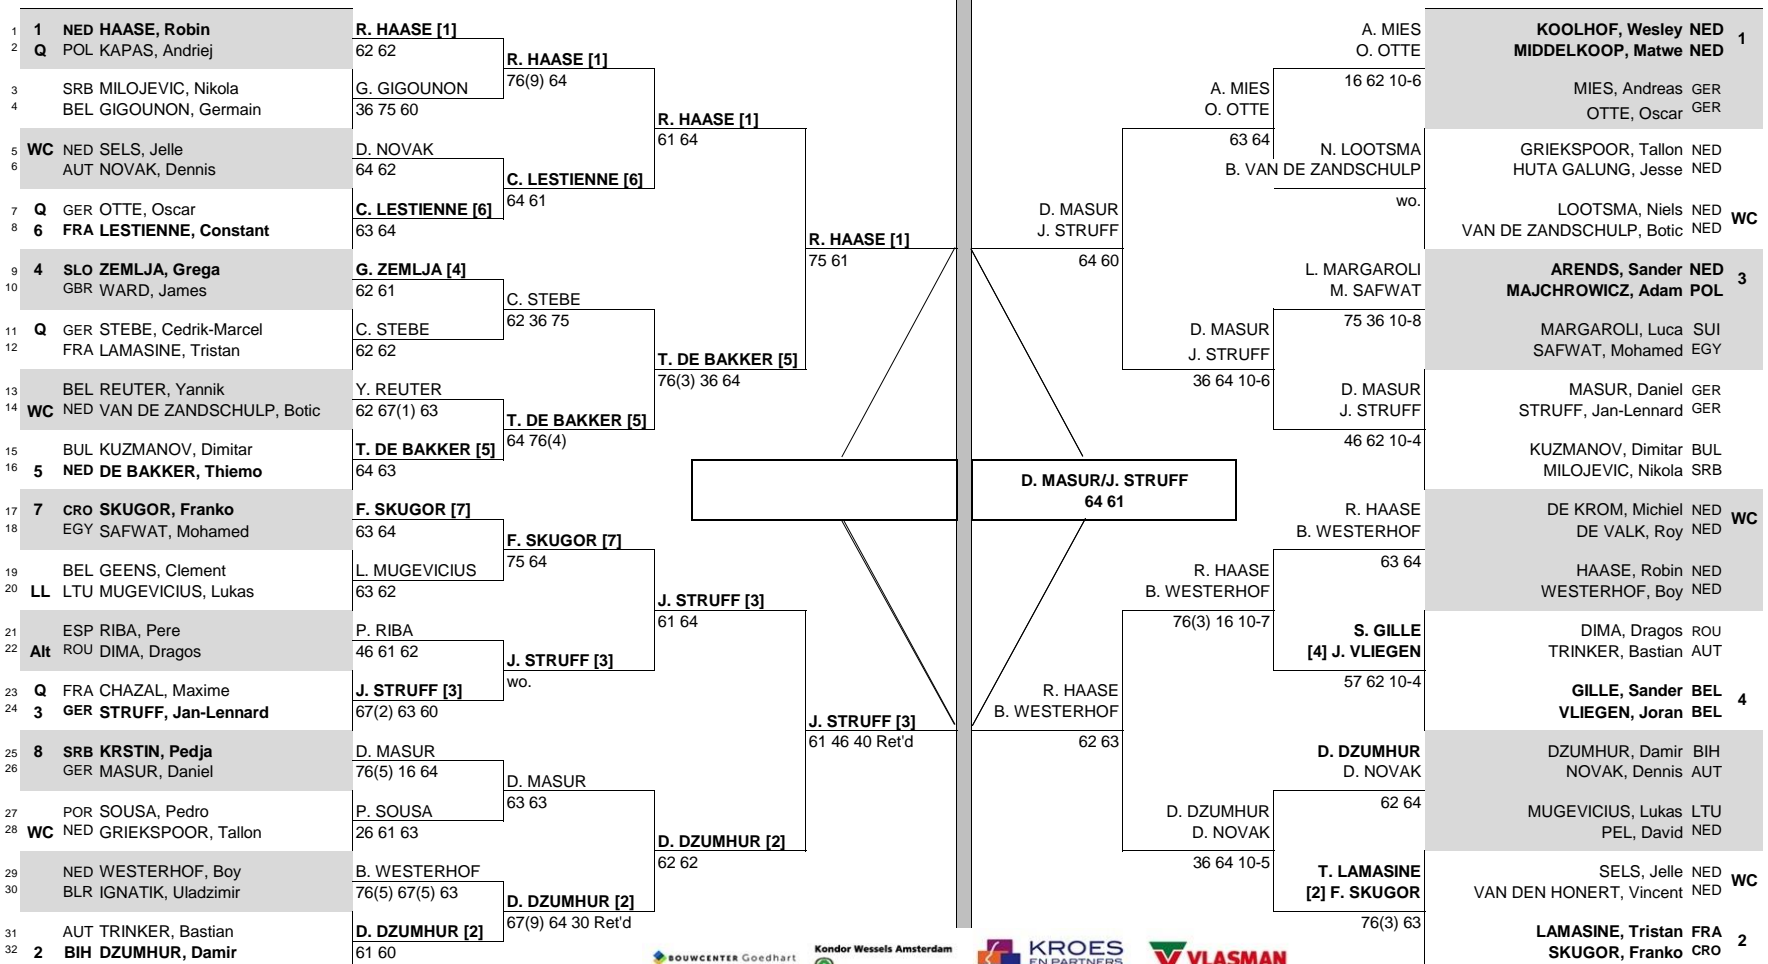 1 1 NED HAASE, Robin
2 Q POL KAPAS, Andriej
3 SRB MILOJEVIC, Nikola
4 BEL GIGOUNON, Germain
5 WC NED SELS, Jelle
6 AUT NOVAK, Dennis
7 Q GER OTTE, Oscar
8 6 FRA LESTIENNE, Constant
9 4 SLO ZEMLJA, Grega
10 GBR WARD, James
11 Q GER STEBE, Cedrik-Marcel
12 FRA LAMASINE, Tristan
13 BEL REUTER, Yannik
14 WC NED VAN DE ZANDSCHULP, Botic
15 BUL KUZMANOV, Dimitar
16 5 NED DE BAKKER, Thiemo
17 7 CRO SKUGOR, Franko
18 EGY SAFWAT, Mohamed
19 BEL GEENS, Clement
20 LL LTU MUGEVICIUS, Lukas
21 ESP RIBA, Pere
22 Alt ROU DIMA, Dragos
23 Q FRA CHAZAL, Maxime
24 3 GER STRUFF, Jan-Lennard
25 8 SRB KRSTIN, Pedja
26 GER MASUR, Daniel
27 POR SOUSA, Pedro
28 WC NED GRIEKSPOOR, Tallon
29 NED WESTERHOF, Boy
30 BLR IGNATIK, Uladzimir
31 AUT TRINKER, Bastian
32 2 BIH DZUMHUR, Damir
R. HAASE [1]
62 62
G. GIGOUNON
36 75 60
D. NOVAK
64 62
C. LESTIENNE [6]
63 64
G. ZEMLJA [4]
62 61
C. STEBE
62 62
Y. REUTER
62 67(1) 63
T. DE BAKKER [5]
64 63
F. SKUGOR [7]
63 64
L. MUGEVICIUS
63 62
P. RIBA
46 61 62
J. STRUFF [3]
67(2) 63 60
D. MASUR
76(5) 16 64
P. SOUSA
26 61 63
B. WESTERHOF
76(5) 67(5) 63
D. DZUMHUR [2]
61 60
R. HAASE [1]
76(9) 64
C. LESTIENNE [6]
64 61
C. STEBE
62 36 75
T. DE BAKKER [5]
64 76(4)
F. SKUGOR [7]
75 64
J. STRUFF [3]
wo.
D. MASUR
63 63
D. DZUMHUR [2]
67(9) 64 30 Ret'd
R. HAASE [1]
61 64
T. DE BAKKER [5]
76(3) 36 64
J. STRUFF [3]
61 64
D. DZUMHUR [2]
62 62
R. HAASE [1]
75 61
J. STRUFF [3]
61 46 40 Ret'd
D. MASUR/J. STRUFF
64 61
D. MASUR
J. STRUFF
64 60
R. HAASE
B. WESTERHOF
62 63
A. MIES
O. OTTE
63 64
D. MASUR
J. STRUFF
36 64 10-6
R. HAASE
B. WESTERHOF
76(3) 16 10-7
D. DZUMHUR
D. NOVAK
36 64 10-5
A. MIES
O. OTTE
16 62 10-6
N. LOOTSMA
B. VAN DE ZANDSCHULP
wo.
L. MARGAROLI
M. SAFWAT
75 36 10-8
D. MASUR
J. STRUFF
46 62 10-4
R. HAASE
B. WESTERHOF
63 64
S. GILLE
[4] J. VLIEGEN
57 62 10-4
D. DZUMHUR
D. NOVAK
62 64
T. LAMASINE
[2] F. SKUGOR
76(3) 63
KOOLHOF, Wesley NED 1
MIDDELKOOP, Matwe NED
MIES, Andreas GER
OTTE, Oscar GER
GRIEKSPOOR, Tallon NED
HUTA GALUNG, Jesse NED
LOOTSMA, Niels NED WC
VAN DE ZANDSCHULP, Botic NED
ARENDS, Sander NED 3
MAJCHROWICZ, Adam POL
MARGAROLI, Luca SUI
SAFWAT, Mohamed EGY
MASUR, Daniel GER
STRUFF, Jan-Lennard GER
KUZMANOV, Dimitar BUL
MILOJEVIC, Nikola SRB
DE KROM, Michiel NED WC
DE VALK, Roy NED
HAASE, Robin NED
WESTERHOF, Boy NED
DIMA, Dragos ROU
TRINKER, Bastian AUT
GILLE, Sander BEL 4
VLIEGEN, Joran BEL
DZUMHUR, Damir BIH
NOVAK, Dennis AUT
MUGEVICIUS, Lukas LTU
PEL, David NED
SELS, Jelle NED WC
VAN DEN HONERT, Vincent NED
LAMASINE, Tristan FRA 2
SKUGOR, Franko CRO
BOUWCENTER Goedhart
Kondor Wessels Amsterdam
KROES
EN PARTNERS
VLASMAN